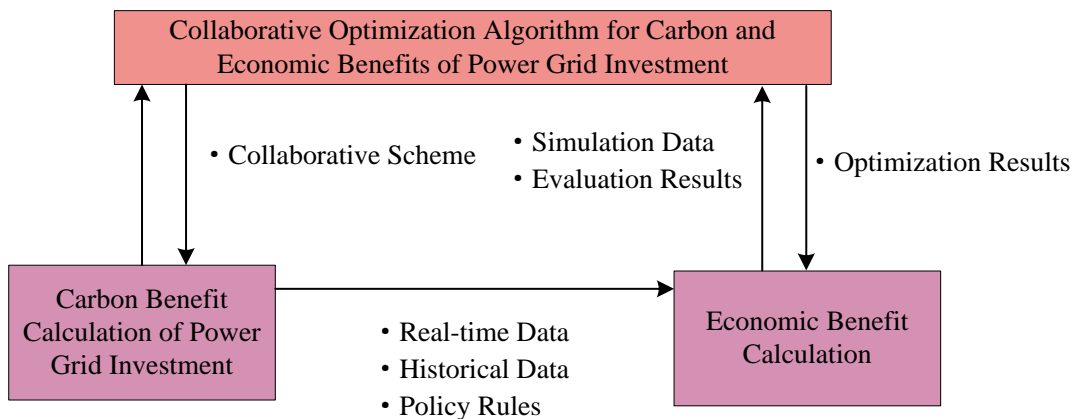 Collaborative Optimization Algorithm for Carbon and
Economic Benefits of Power Grid Investment
• Collaborative Scheme
• Simulation Data
• Evaluation Results
• Optimization Results
Carbon Benefit
Calculation of Power
Grid Investment
• Real-time Data
• Historical Data
• Policy Rules
Economic Benefit
Calculation